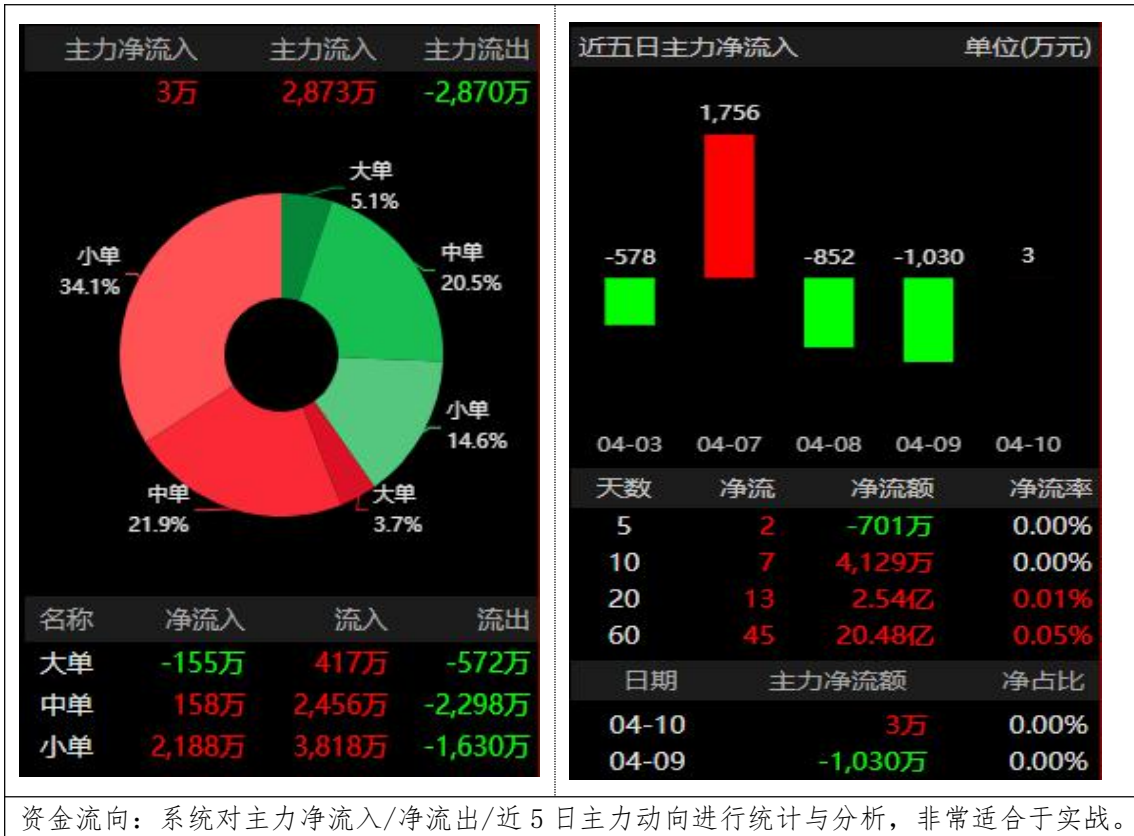 主力净流入 主力流入 主力流出
3万 2,873万 -2,870万
大单
5.1%
中单
20.5%
小单
34.1%
小单
14.6%
中单
21.9%
大单
3.7%
名称 净流入 流入 流出
大单 -155万 417万 -572万
中单 158万 2,456万 -2,298万
小单 2,188万 3,818万 -1,630万
近五日主力净流入 单位(万元)
1,756
-578 -852 -1,030 3
04-03 04-07 04-08 04-09 04-10
天数 净流 净流额 净流率
5 2 -701万 0.00%
10 7 4,129万 0.00%
20 13 2.54亿 0.01%
60 45 20.48亿 0.05%
日期 主力净流额 净占比
04-10 3万 0.00%
04-09 -1,030万 0.00%
资金流向：系统对主力净流入/净流出/近5日主力动向进行统计与分析，非常适合于实战。